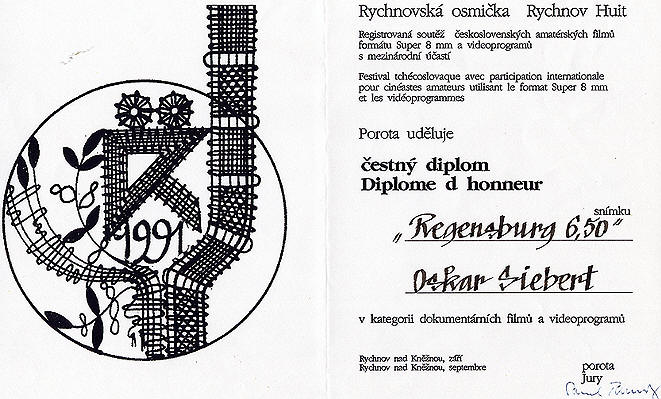 Rychnovská osmička Rychnov Huit
Registrovaná soutěž československých amatérských filmů
formátu Super 8 mm a videoprogramů
s mezinárodní účastí
Festival tchécoslovaque avec participation internationale
pour cinéastes amateurs utilisant le format Super 8 mm
et les vidéoprogrammes
Porota uděluje
čestný diplom
Diplome d honneur
snímku
„Regensburg 6,50"
Oskar Siebert
v kategorii dokumentárních filmů a videoprogramů
Rychnov nad Kněžnou, září
Rychnov nad Kněžnou, septembre
porota
jury
1991